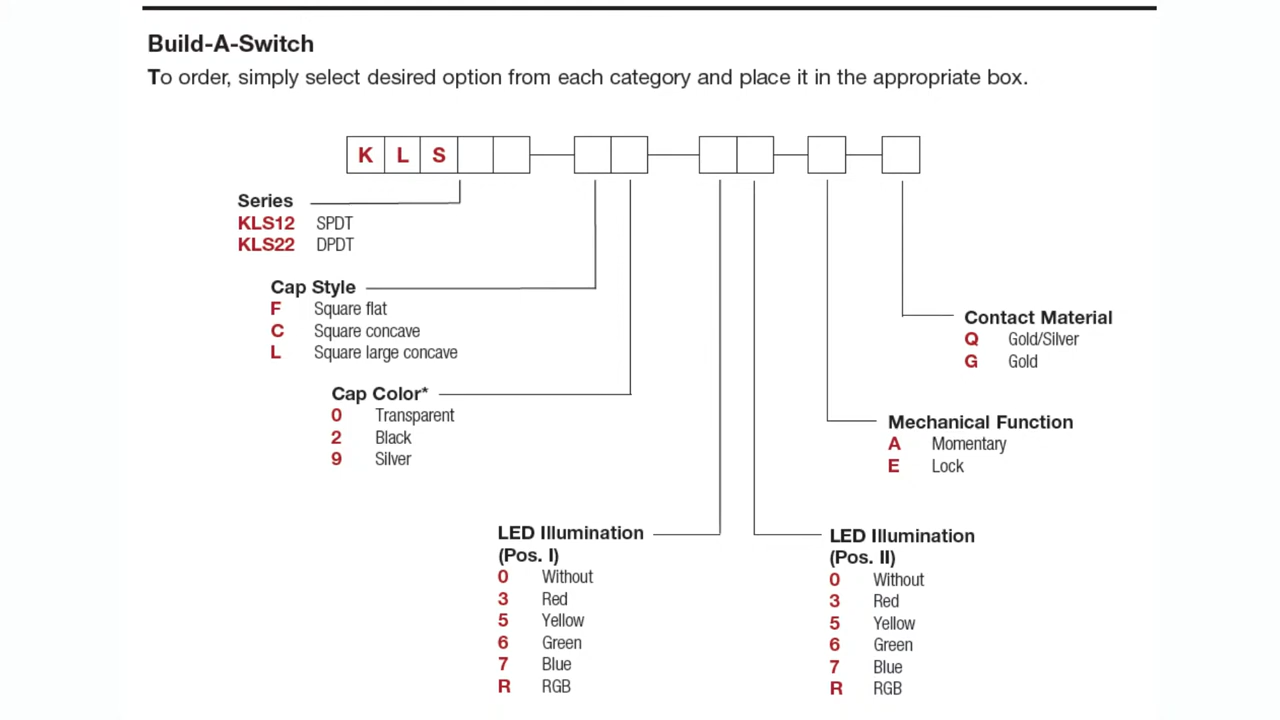 Build-A-Switch
To order, simply select desired option from each category and place it in the appropriate box.
K L S
Series
KLS12 SPDT
KLS22 DPDT
Cap Style
F Square flat
C Square concave
L Square large concave
Cap Color*
0 Transparent
2 Black
9 Silver
LED Illumination
(Pos. I)
0 Without
3 Red
5 Yellow
6 Green
7 Blue
R RGB
LED Illumination
(Pos. II)
0 Without
3 Red
5 Yellow
6 Green
7 Blue
R RGB
Mechanical Function
A Momentary
E Lock
Contact Material
Q Gold/Silver
G Gold